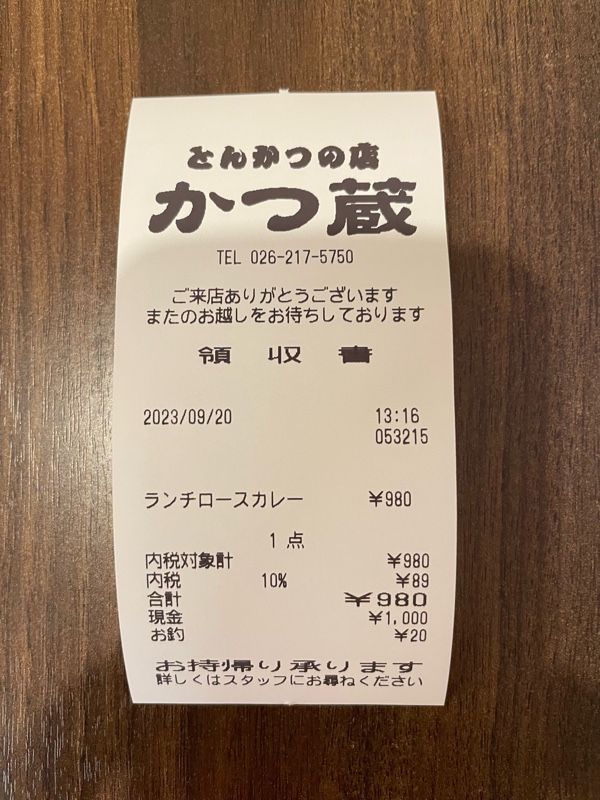 とんかつの店
かつ蔵
TEL 026-217-5750
ご来店ありがとうございます
またのお越しをお待ちしております
領 収 書
2023/09/20 13:16
053215
ランチロースカレー ¥980
1 点
内税対象計 ¥980
内税 10% ¥89
合計 ¥980
現金 ¥1,000
お釣 ¥20
お持帰り承ります
詳しくはスタッフにお尋ねください